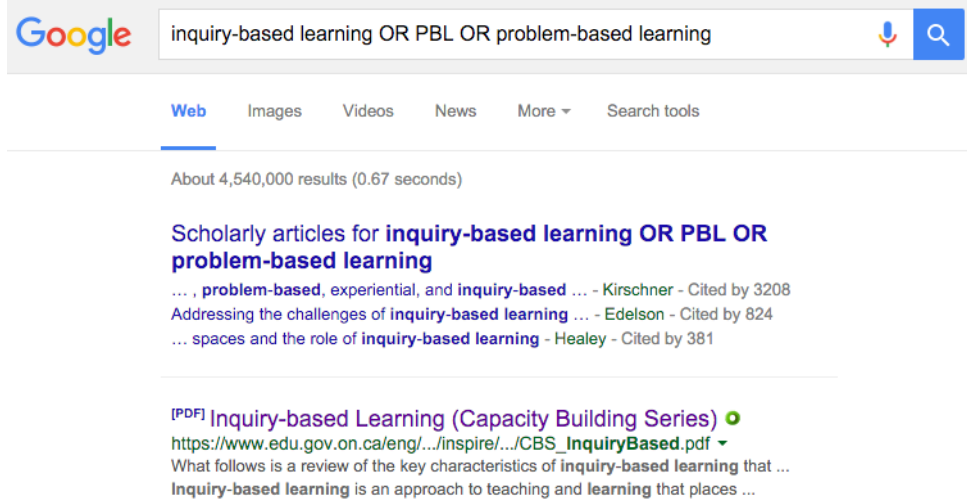 Google
inquiry-based learning OR PBL OR problem-based learning
Web Images Videos News More Search tools
About 4,540,000 results (0.67 seconds)
Scholarly articles for inquiry-based learning OR PBL OR
problem-based learning
… , problem-based, experiential, and inquiry-based … - Kirschner - Cited by 3208
Addressing the challenges of inquiry-based learning … - Edelson - Cited by 824
… spaces and the role of inquiry-based learning - Healey - Cited by 381
[PDF] Inquiry-based Learning (Capacity Building Series)
https://www.edu.gov.on.ca/eng/.../inspire/.../CBS_InquiryBased.pdf
What follows is a review of the key characteristics of inquiry-based learning that ...
Inquiry-based learning is an approach to teaching and learning that places ...